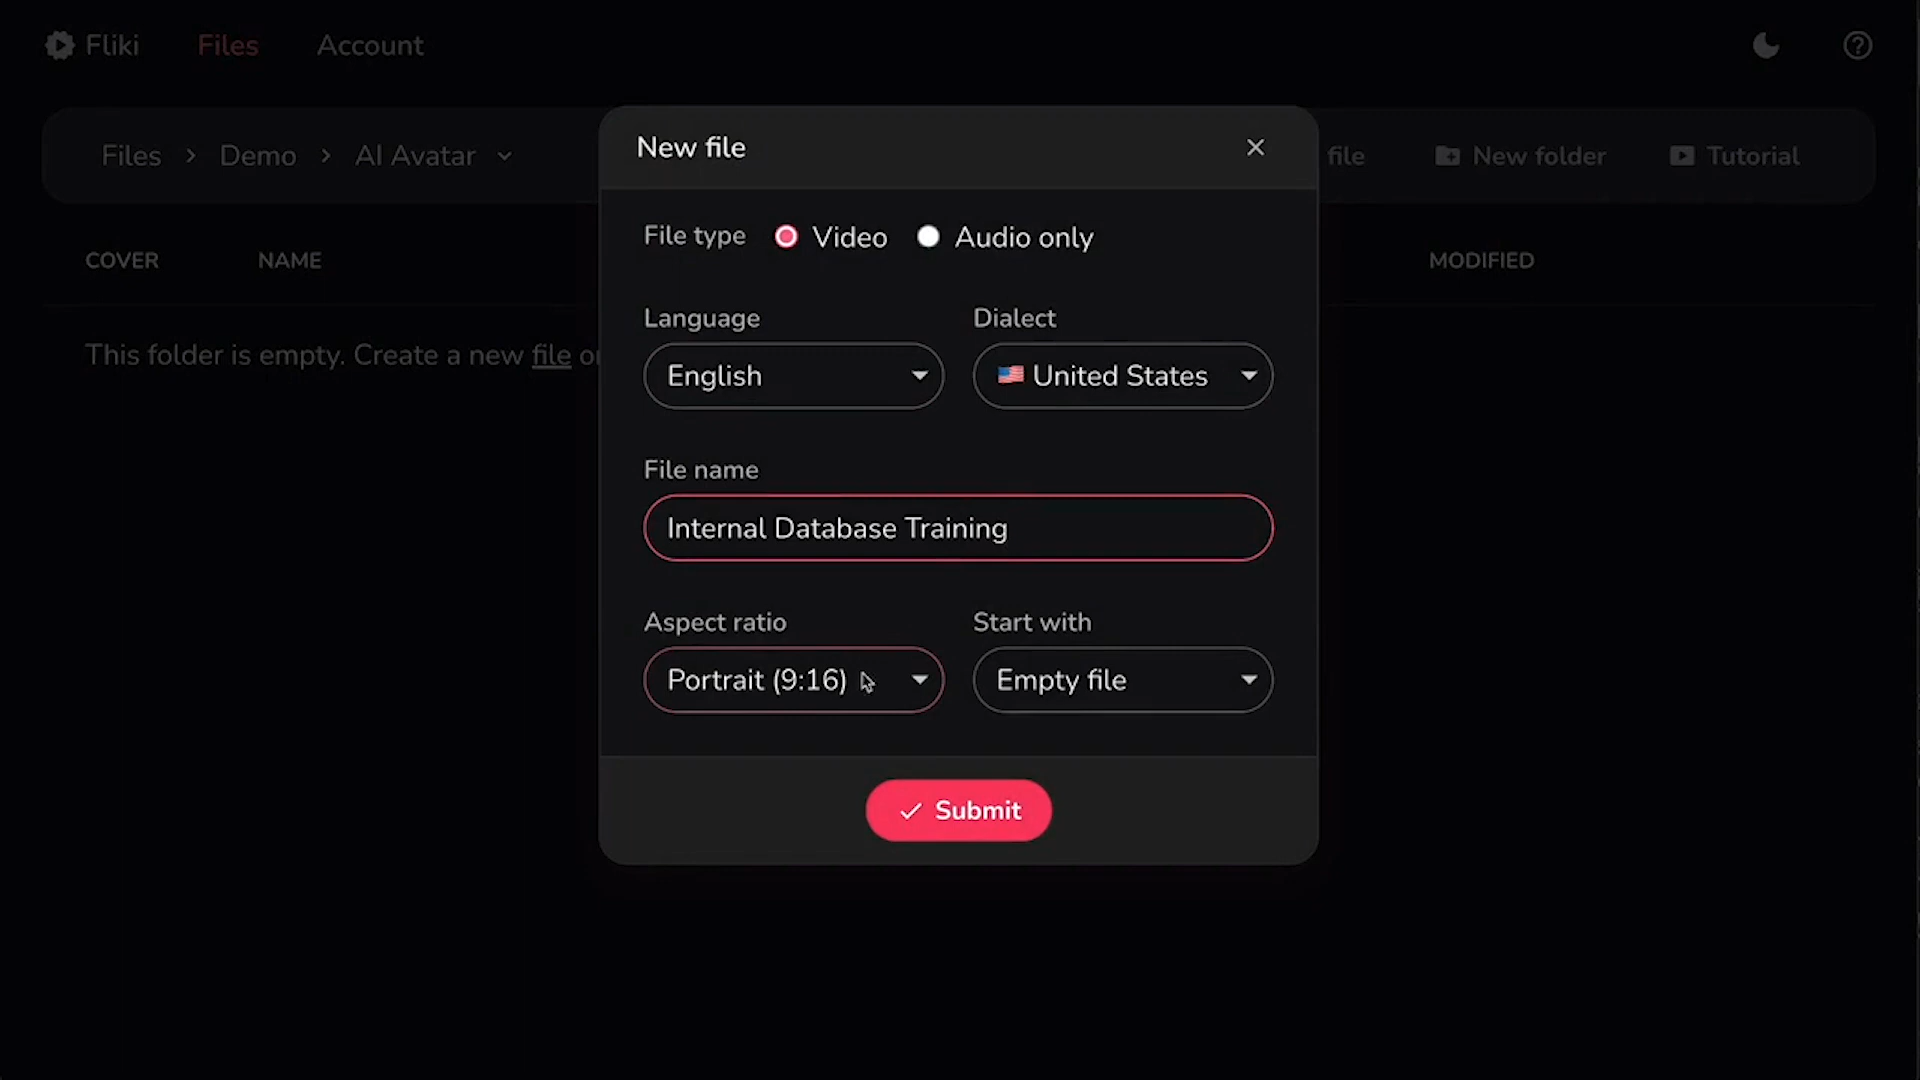 Fliki Files Account
Files > Demo > AI Avatar
file New folder Tutorial
COVER NAME MODIFIED
This folder is empty. Create a new file
New file
File type Video Audio only
Language Dialect
English United States
File name
Internal Database Training
Aspect ratio Start with
Portrait (9:16) Empty file
Submit